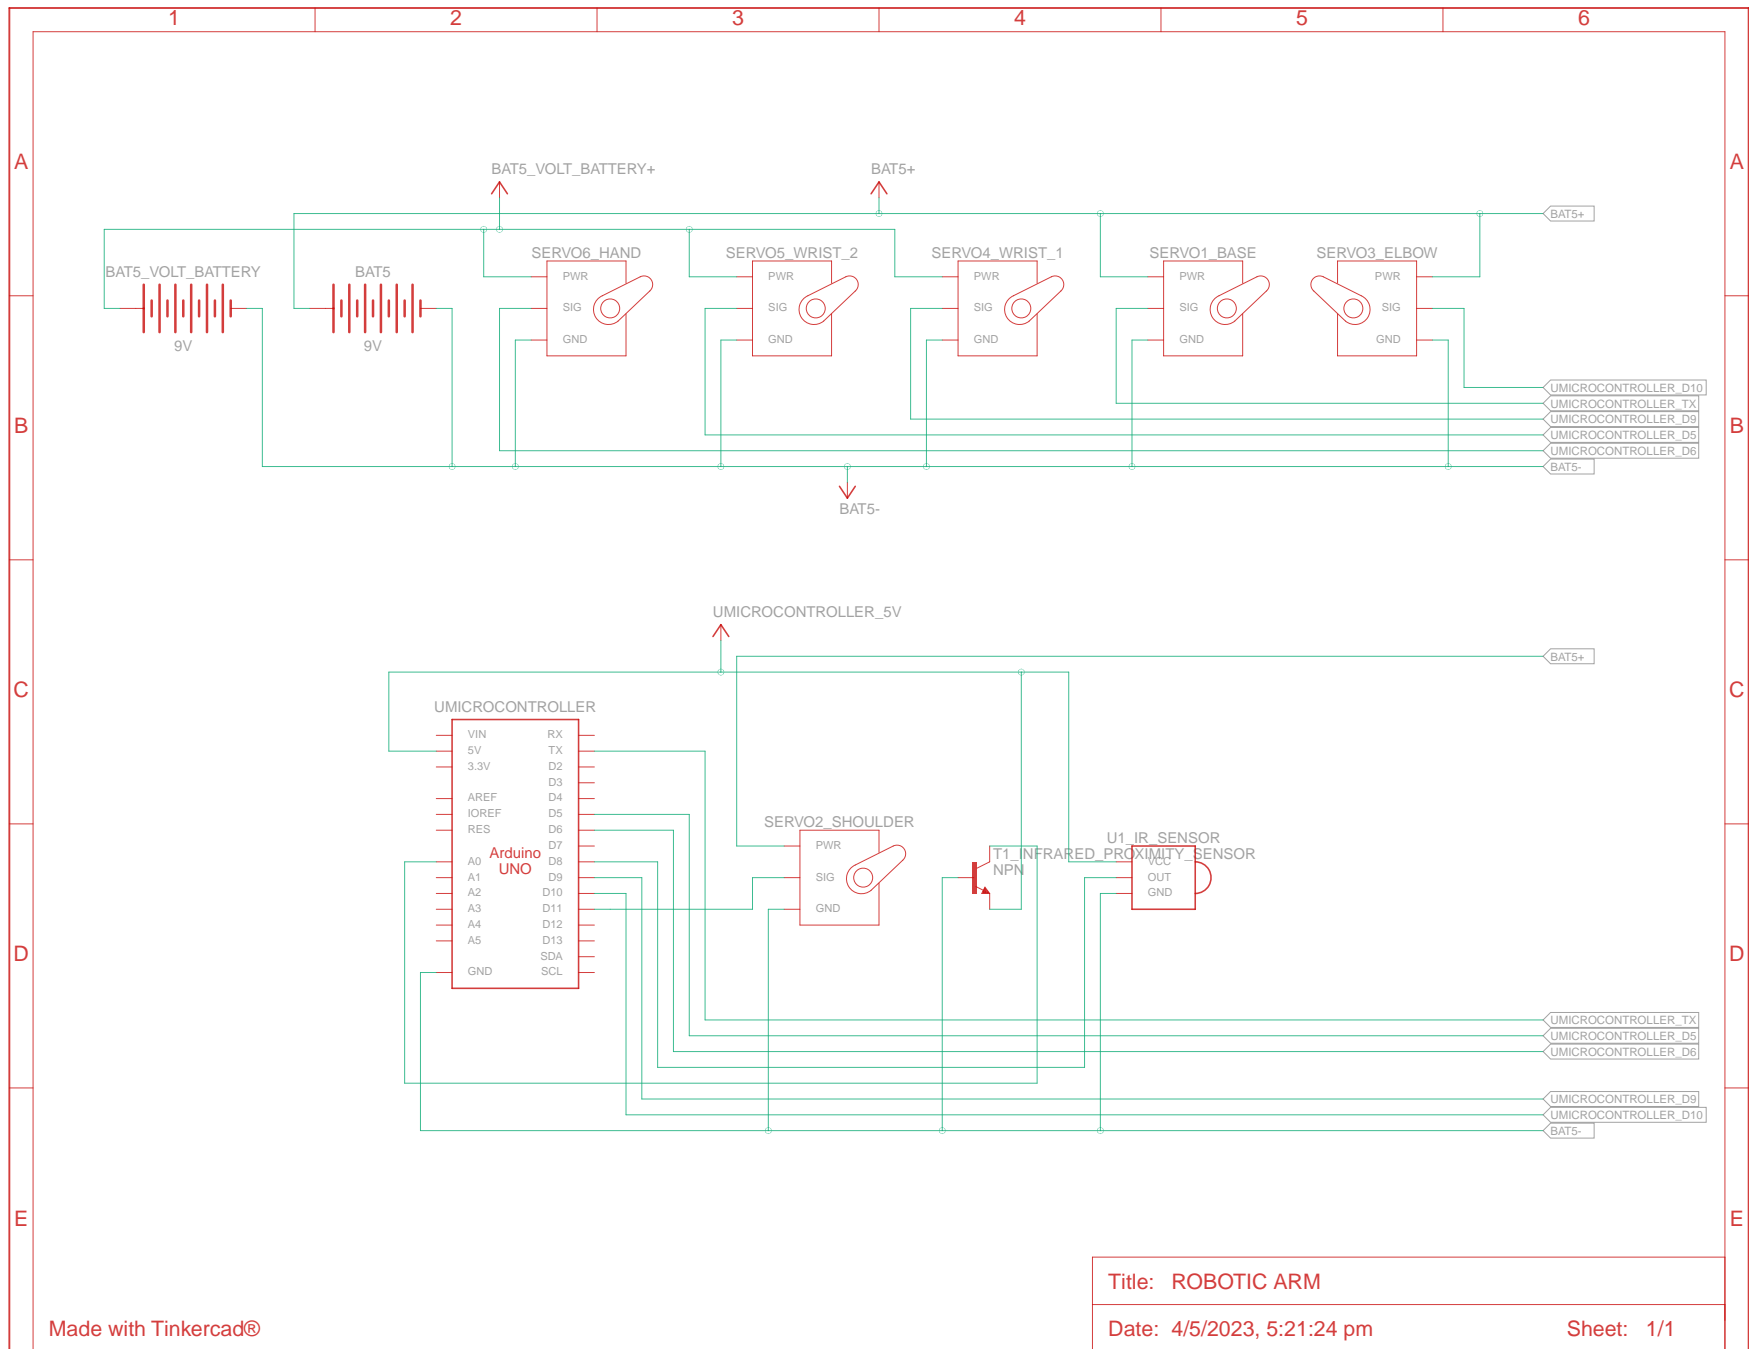 1 2 3 4 5 6
A A
BAT5_VOLT_BATTERY+ BAT5+
BAT5+
SERVO6_HAND SERVO5_WRIST_2 SERVO4_WRIST_1 SERVO1_BASE SERVO3_ELBOW
BAT5_VOLT_BATTERY BAT5
PWR PWR PWR PWR PWR
SIG SIG SIG SIG SIG
GND GND GND GND GND
9V 9V
UMICROCONTROLLER_D10
UMICROCONTROLLER_TX
UMICROCONTROLLER_D9
B B
UMICROCONTROLLER_D5
UMICROCONTROLLER_D6
BAT5-
BAT5-
UMICROCONTROLLER_5V
BAT5+
C C
UMICROCONTROLLER
VIN RX
5V TX
3.3V D2
D3
AREF D4
IOREF D5
RES D6
D7
A0 D8
A1 D9
A2 D10
A3 D11
A4 D12
A5 D13
SDA
GND SCL
Arduino
UNO
SERVO2_SHOULDER
PWR
SIG
GND
T1_INFRARED_PROXIMITY_SENSOR
NPN
U1_IR_SENSOR
VCC
OUT
GND
D D
UMICROCONTROLLER_TX
UMICROCONTROLLER_D5
UMICROCONTROLLER_D6
UMICROCONTROLLER_D9
UMICROCONTROLLER_D10
BAT5-
E E
Title: ROBOTIC ARM
Made with Tinkercad®
Date: 4/5/2023, 5:21:24 pm Sheet: 1/1